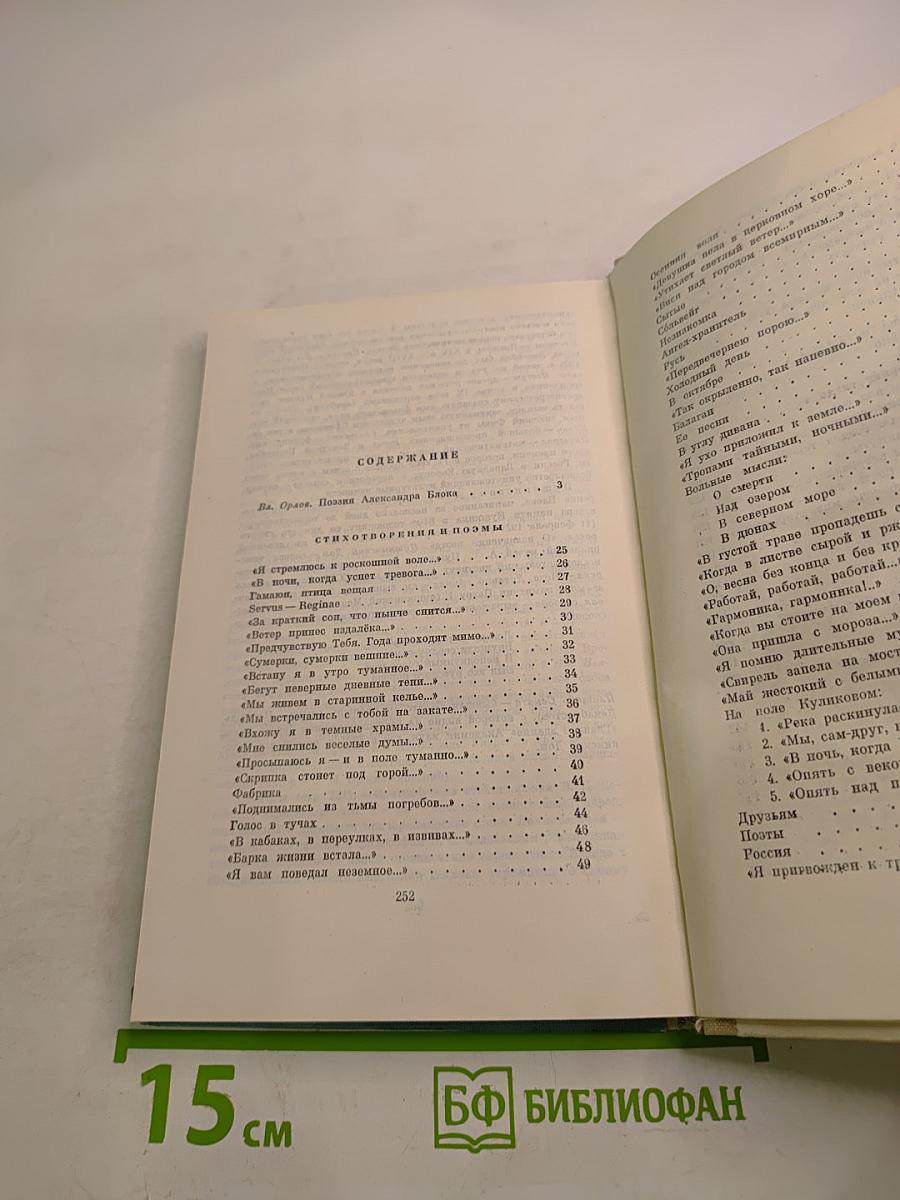 СОДЕРЖАНИЕ
Вл. Орлов. Поэзия Александра Блока . . . . . . 3
СТИХОТВОРЕНИЯ И ПОЭМЫ
«Я стремлюсь к роскошной воле...» 25
«В ночи, когда уснет тревога...» 26
Гамаюн, птица вещая 27
Servus — Reginae 28
«За краткий сон, что нынче снится...» 29
«Ветер принес издалёка...» 30
«Предчувствую Тебя. Года проходят мимо...» 31
«Сумерки, сумерки вешние...» 32
«Встану я в утро туманное...» 33
«Бегут неверные дневные тени...» 34
«Мы живем в старинной келье...» 35
«Мы встречались с тобой на закате...» 36
«Вхожу я в темные храмы...» 37
«Мне снились веселые думы...» 38
«Просыпаюсь я — и в поле туманно...» 39
«Скрипка стонет под горой...» 40
Фабрика 41
«Поднимались из тьмы погребов...» 42
Голос в тучах 44
«В кабаках, в переулках, в извивах...» 46
«Барка жизни встала...» 48
«Я вам поведал неземное...» 49
252
Осенняя воля
«Девушка пела в церковном хоре...»
«Утихает светлый ветер...»
«Виси над городом всемирным...»
Сытые
Сольвейг
Незнакомка
Ангел-хранитель
Русь
«Передвечернею порою...»
Холодный день
В октябре
«Так окрыленно, так напевно...»
Балаган
Ее песни
В углу дивана
«Я ухо приложил к земле...»
«Тропами тайными, ночными...»
Вольные мысли:
О смерти
Над озером
В северном море
В дюнах
«В густой траве пропадешь с
«Когда в листве сырой и рж
«О, весна без конца и без кр
«Работай, работай, работай...
«Гармоника, гармоника!..»
«Когда вы стоите на моем
«Она пришла с мороза...»
«Я помню длительные му
«Свирель запела на мост
«Май жестокий с белым
На поле Куликовом:
1. «Река раскинула
2. «Мы, сам-друг,
3. «В ночь, когда
4. «Опять с веко
5. «Опять над п
Друзьям
Поэты
Россия
«Я пригвожден к тр
15 см
БФ БИБЛИОФАН